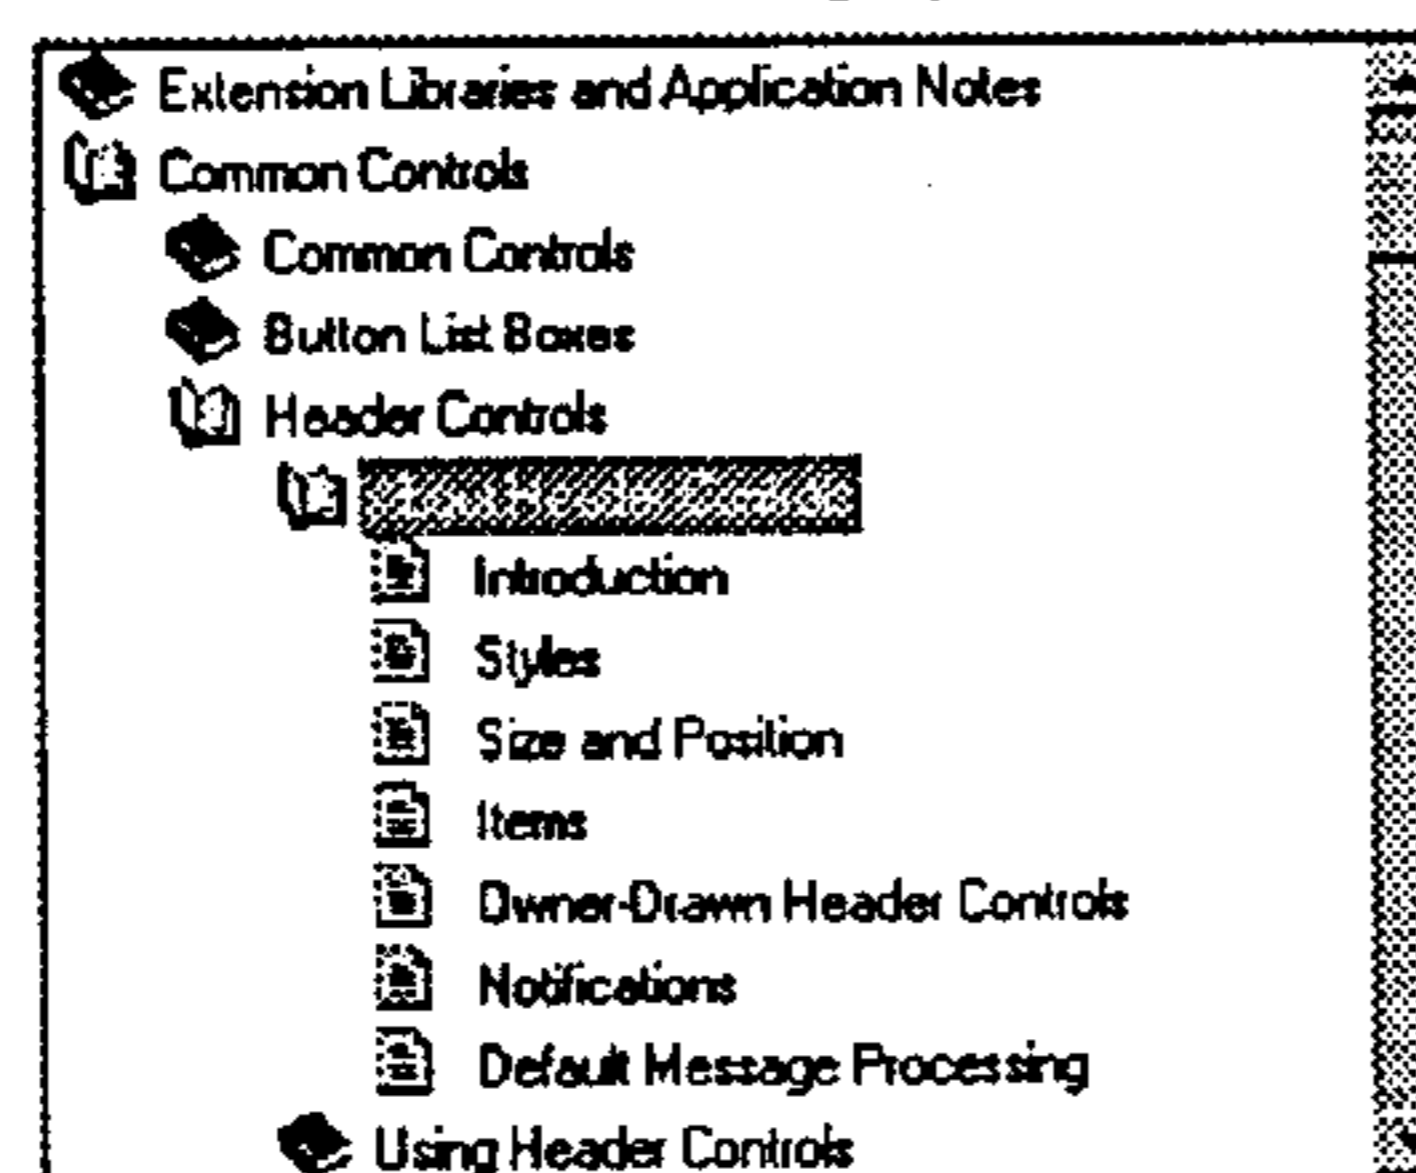 Extension Libraries and Application Notes
Common Controls
Common Controls
Button List Boxes
Header Controls
Introduction
Styles
Size and Position
Items
Owner-Drawn Header Controls
Notifications
Default Message Processing
Using Header Controls